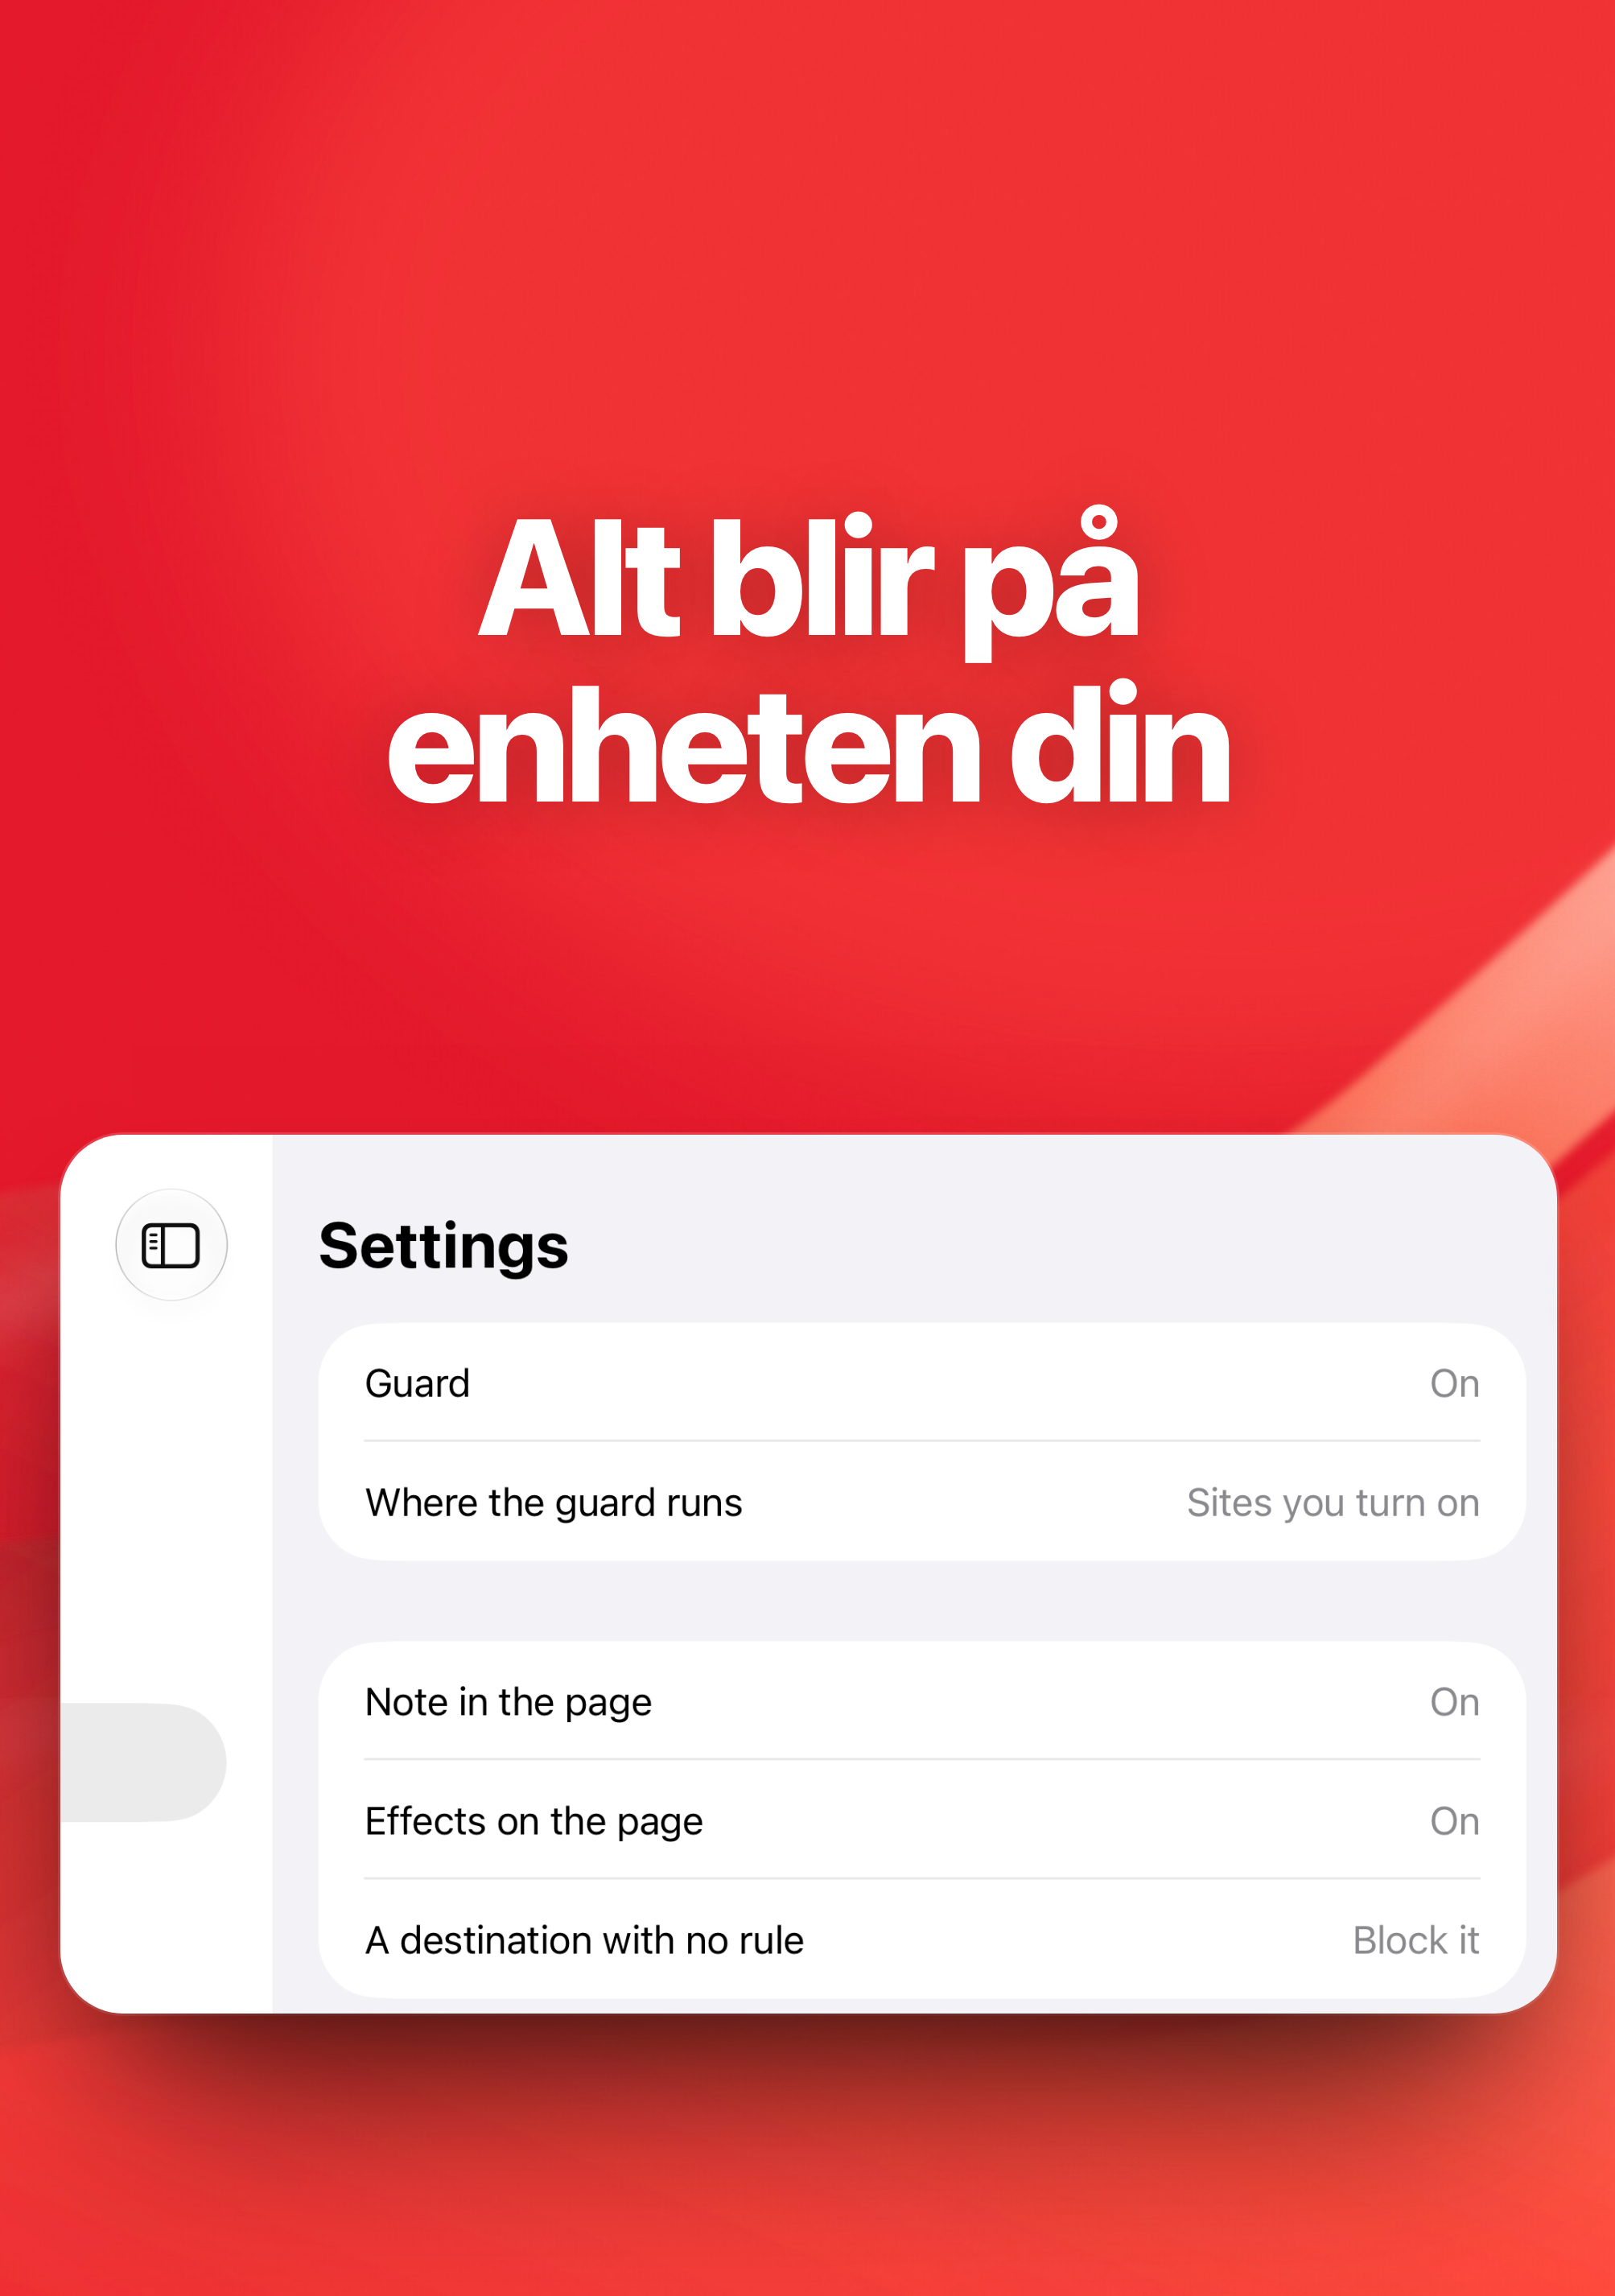 Alt blir på
enheten din
Settings
Guard On
Where the guard runs Sites you turn on
Note in the page On
Effects on the page On
A destination with no rule Block it